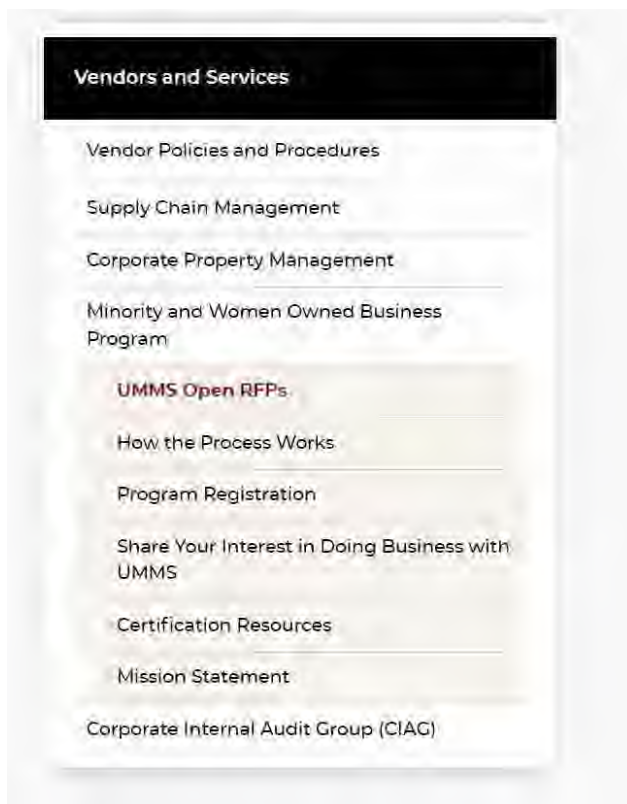 Vendors and Services
Vendor Policies and Procedures
Supply Chain Management
Corporate Property Management
Minority and Women Owned Business
Program
UMMS Open RFPs
How the Process Works
Program Registration
Share Your Interest in Doing Business with
UMMS
Certification Resources
Mission Statement
Corporate Internal Audit Group (CIAG)